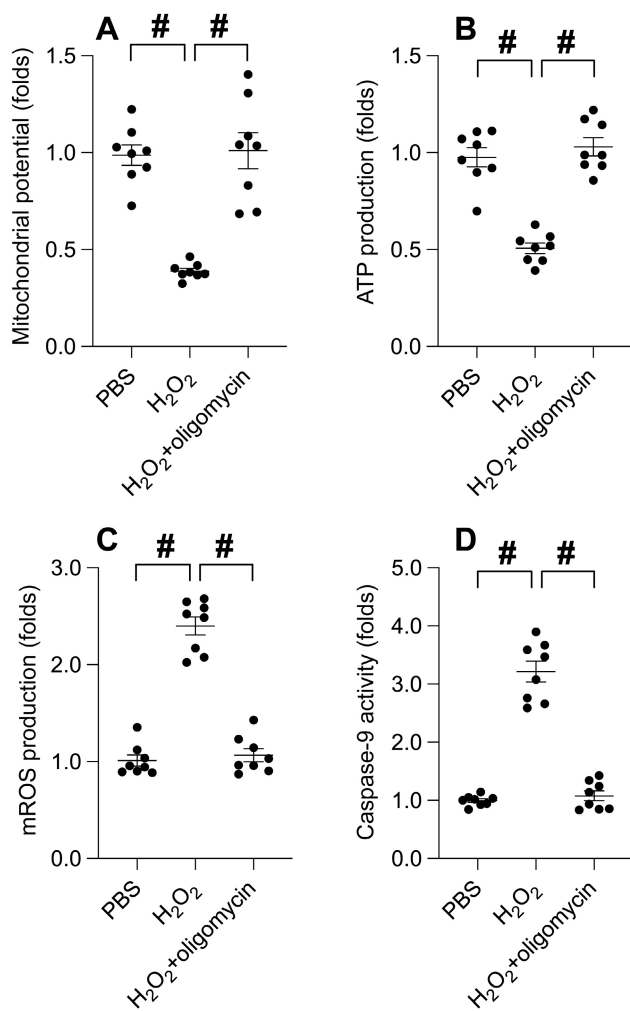 A
# #
Mitochondrial potential (folds)
1.5
1.0
0.5
0.0
PBS
H₂O₂
H₂O₂+oligomycin
B
# #
ATP production (folds)
1.5
1.0
0.5
0.0
PBS
H₂O₂
H₂O₂+oligomycin
C
# #
mROS production (folds)
3.0
2.0
1.0
0.0
PBS
H₂O₂
H₂O₂+oligomycin
D
# #
Caspase-9 activity (folds)
5.0
4.0
3.0
2.0
1.0
0.0
PBS
H₂O₂
H₂O₂+oligomycin